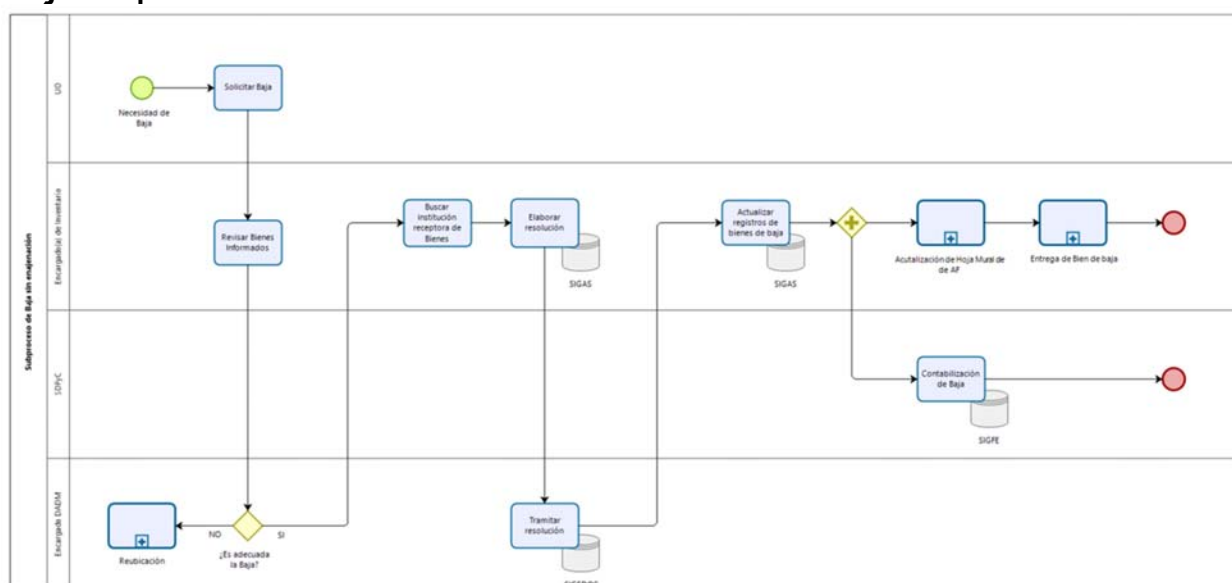 Subproceso de Baja sin enajenación
UD
Necesidad de
Baja
Solicitar Baja
Encargado(a) de Inventario
Revisar Bienes
Informados
Buscar
institución
receptora de
Bienes
Elaborar
resolución
SIGAS
Actualizar
registros de
bienes de baja
SIGAS
Acutalización de Hoja Mural de
de AF
Entrega de Bien de baja
SDFyC
Contabilización
de Baja
SIGFE
Encargado DADM
Reubicación
NO
¿Es adecuada
la Baja?
SI
Tramitar
resolución